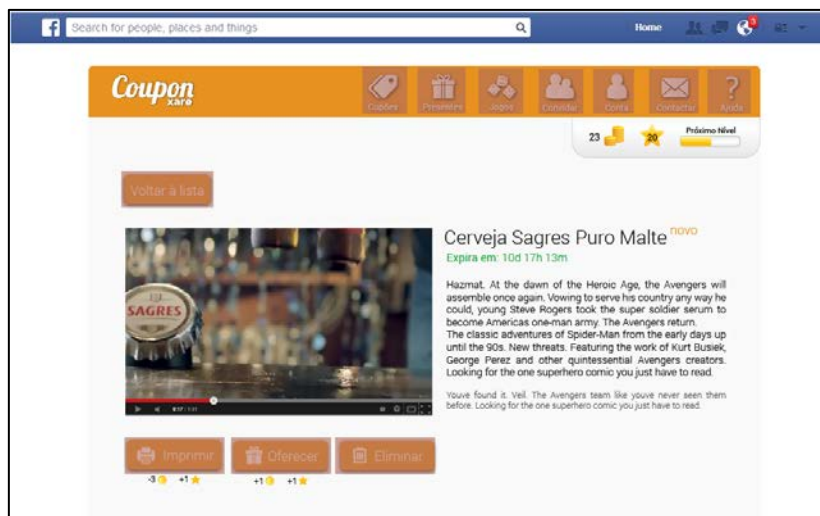 Search for people, places and things
Home
3
Coupon
xare
Cupões
Presentes
Jogos
Convidar
Conta
Contactar
Ajuda
23
20
Próximo Nível
Voltar à lista
Cerveja Sagres Puro Malte novo
Expira em: 10d 17h 13m
Hazmat. At the dawn of the Heroic Age, the Avengers will
assemble once again. Vowing to serve his country any way he
could, young Steve Rogers took the super soldier serum to
become Americas one-man army. The Avengers return.
The classic adventures of Spider-Man from the early days up
until the 90s. New threats. Featuring the work of Kurt Busiek,
George Perez and other quintessential Avengers creators.
Looking for the one superhero comic you just have to read.
Youve found it. Veil. The Avengers team like youve never seen them
before. Looking for the one superhero comic you just have to read.
SAGRES
Imprimir
Oferecer
Eliminar
-3
+1
+1
+1